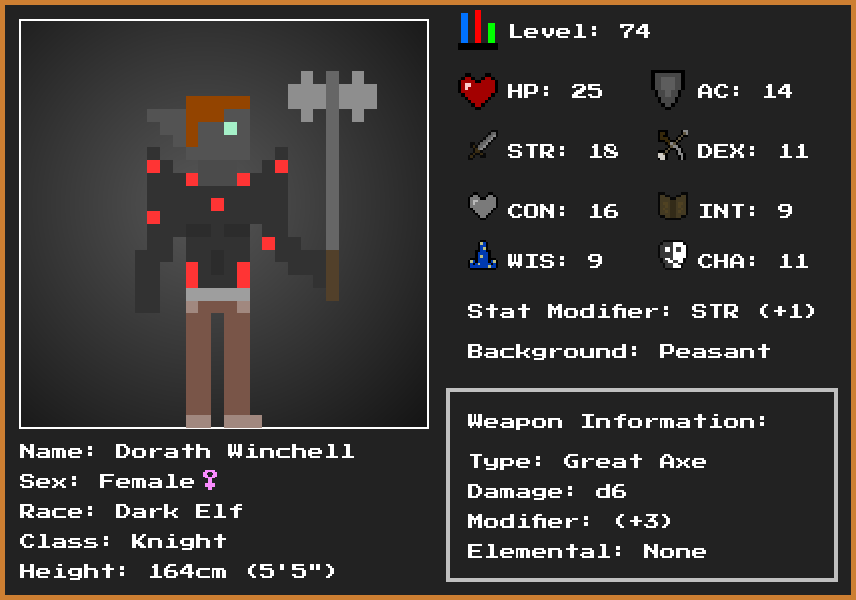 Level: 74
HP: 25
AC: 14
STR: 18
DEX: 11
CON: 16
INT: 9
WIS: 9
CHA: 11
Stat Modifier: STR (+1)
Background: Peasant
Weapon Information:
Type: Great Axe
Damage: d6
Modifier: (+3)
Elemental: None
Name: Dorath Winchell
Sex: Female♀
Race: Dark Elf
Class: Knight
Height: 164cm (5'5")